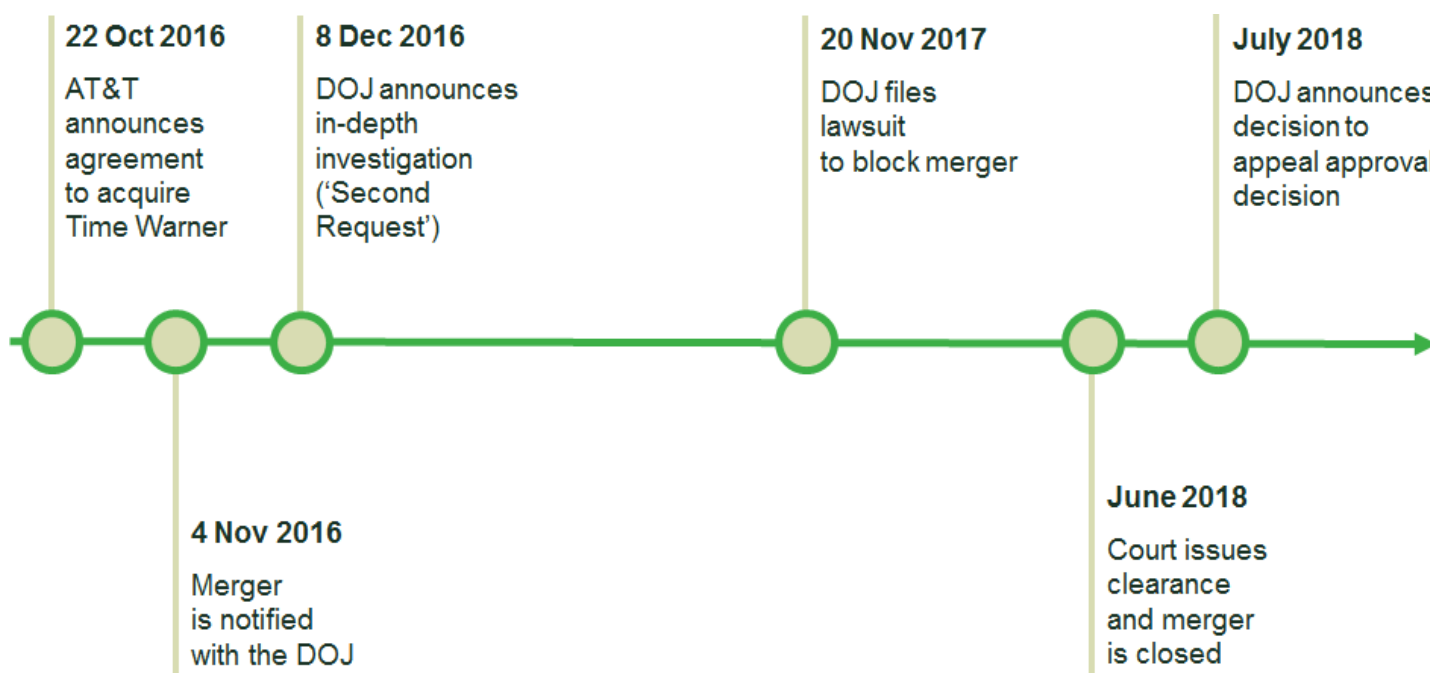 22 Oct 2016
AT&T
announces
agreement
to acquire
Time Warner
4 Nov 2016
Merger
is notified
with the DOJ
8 Dec 2016
DOJ announces
in-depth
investigation
(‘Second
Request’)
20 Nov 2017
DOJ files
lawsuit
to block merger
June 2018
Court issues
clearance
and merger
is closed
July 2018
DOJ announces
decision to
appeal approval
decision